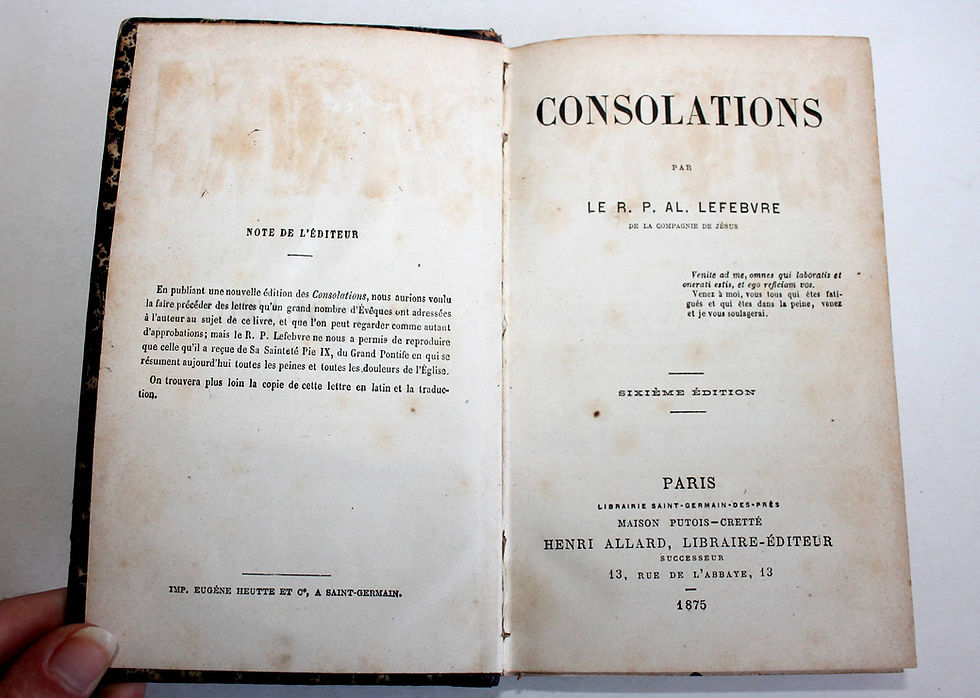 NOTE DE L'ÉDITEUR
En publiant une nouvelle édition des Consolations, nous aurions voulu
la faire précéder des lettres qu'un grand nombre d'Évêques ont adressées
à l'auteur au sujet de ce livre, et que l'on peut regarder comme autant
d'approbations; mais le R. P. Lefebvre ne nous a permis de reproduire
que celle qu'il a reçue de Sa Sainteté Pie IX, du Grand Pontife en qui se
résument aujourd'hui toutes les peines et toutes les douleurs de l'Église.
On trouvera plus loin la copie de cette lettre en latin et la traduc-
tion.
IMP. EUGÉNE HEUTTE ET Cº, A SAINT-GERMAIN.
CONSOLATIONS
PAR
LE R. P. AL. LEFEBVRE
DE LA COMPAGNIE DE JÉSUS
Venite ad me, omnes qui laboratis et
onerati estis, et ego reficiam vos.
Venez à moi, vous tous qui êtes fati-
gués et qui êtes dans la peine, venez
et je vous soulagerai.
SIXIÈME ÉDITION
PARIS
LIBRAIRIE SAINT-GERMAIN-DES-PRÉS
MAISON PUTOIS-CRETTÉ
HENRI ALLARD, LIBRAIRE-ÉDITEUR
SUCCESSEUR
13, RUE DE L'ABBAYE, 13
1875